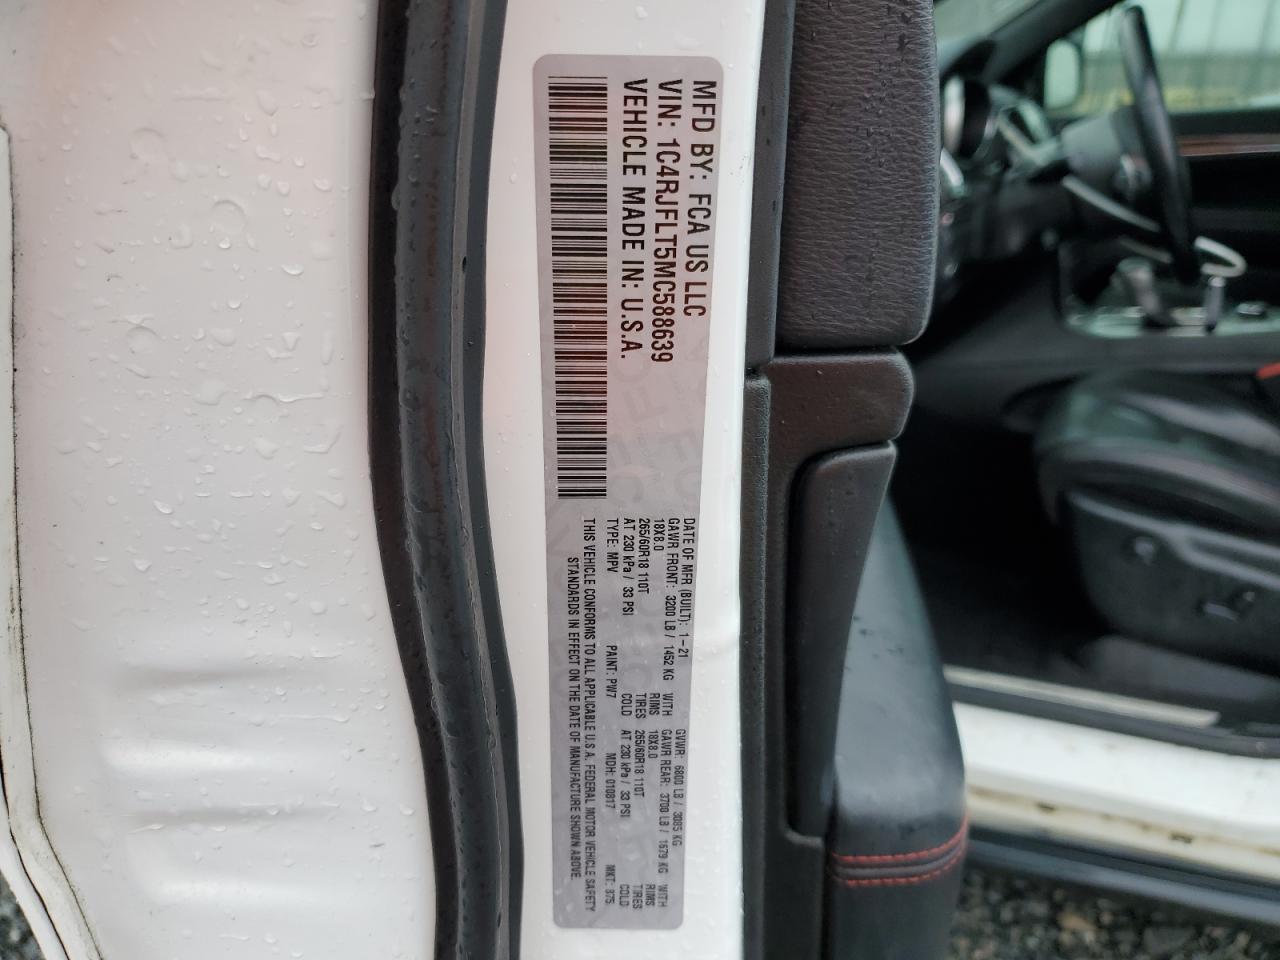 MFD BY: FCA US LLC
VIN: 1C4RJFLT5MC588639
VEHICLE MADE IN: U.S.A.
DATE OF MFR (BUILT): 1-21 GVWR: 6800 LB / 3085 KG
GAWR FRONT: 3200 LB / 1452 KG WITH GAWR REAR: 3700 LB / 1679 KG WITH
18X8.0 RIMS 18X8.0 RIMS
265/60R18 110T TIRES 265/60R18 110T TIRES
AT 230 kPa / 33 PSI COLD AT 230 kPa / 33 PSI COLD
TYPE: MPV PAINT: PW7 MDH: 010817 MKT: 875
THIS VEHICLE CONFORMS TO ALL APPLICABLE U.S.A. FEDERAL MOTOR VEHICLE SAFETY
STANDARDS IN EFFECT ON THE DATE OF MANUFACTURE SHOWN ABOVE.